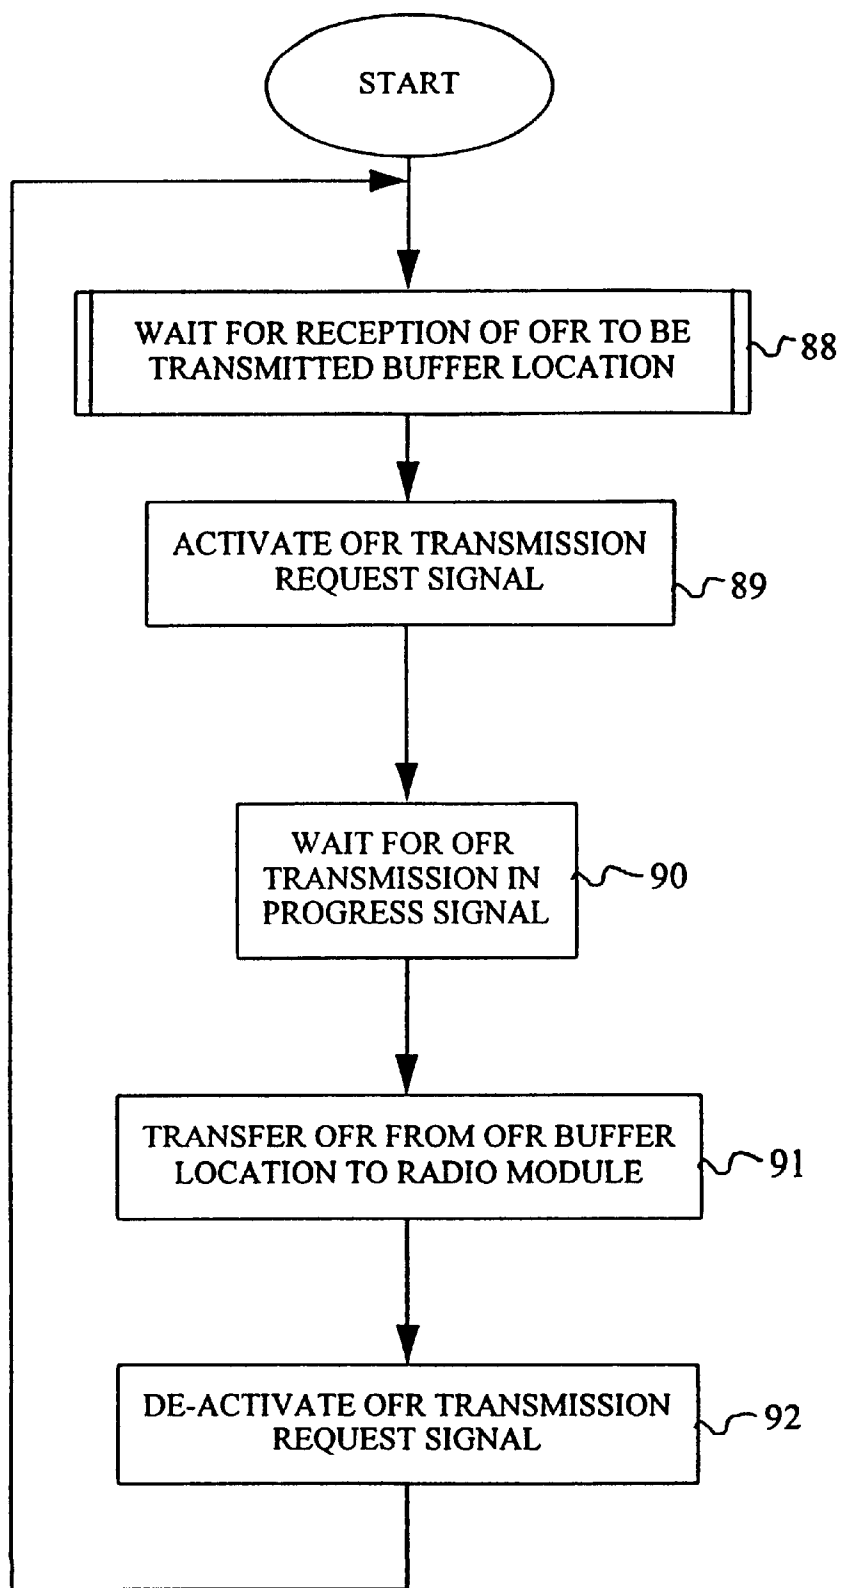 START
WAIT FOR RECEPTION OF OFR TO BE
TRANSMITTED BUFFER LOCATION
88
ACTIVATE OFR TRANSMISSION
REQUEST SIGNAL
89
WAIT FOR OFR
TRANSMISSION IN
PROGRESS SIGNAL
90
TRANSFER OFR FROM OFR BUFFER
LOCATION TO RADIO MODULE
91
DE-ACTIVATE OFR TRANSMISSION
REQUEST SIGNAL
92